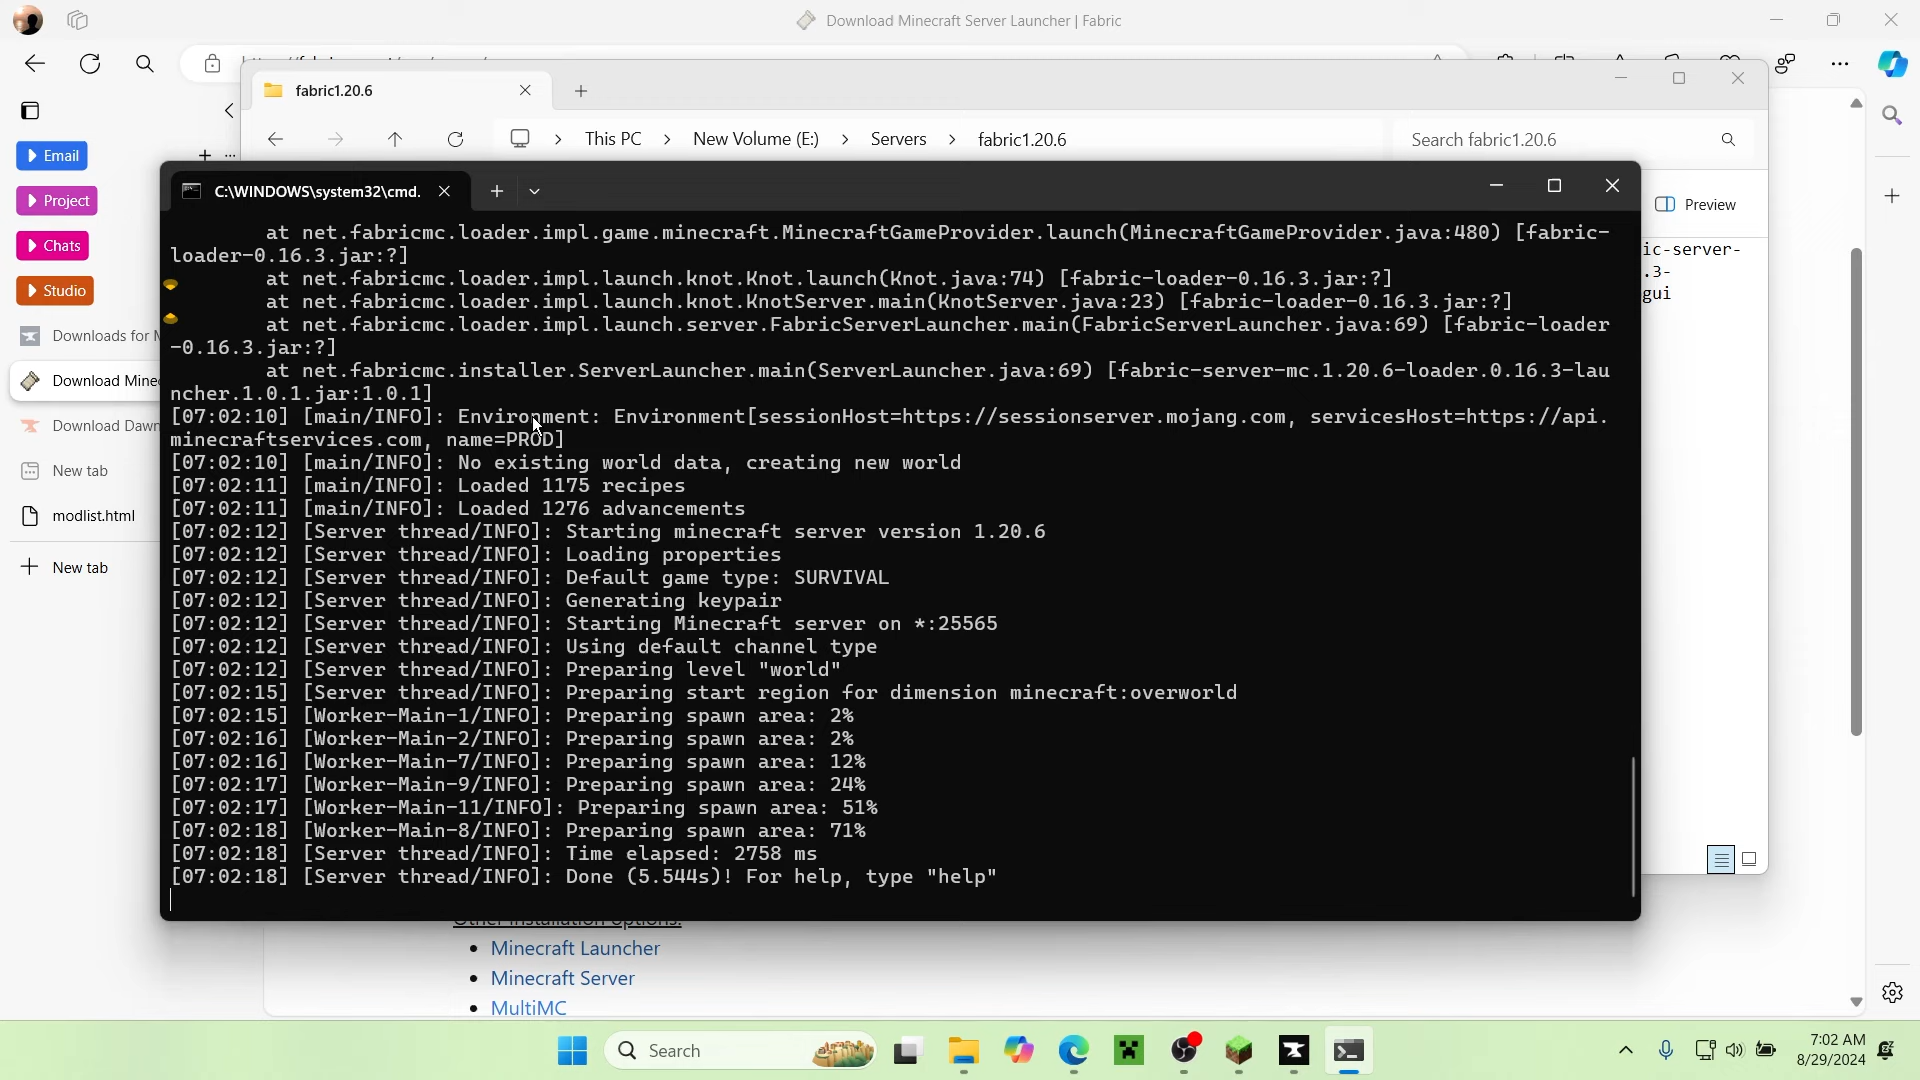 Download Minecraft Server Launcher | Fabric
fabric1.20.6
This PC > New Volume (E:) > Servers > fabric1.20.6
Search fabric1.20.6
Email
Project
Chats
Studio
Downloads for M
Download Mine
Download Dawn
New tab
modlist.html
New tab
C:\WINDOWS\system32\cmd.
Preview
ic-server-
.3-
gui
at net.fabricmc.loader.impl.game.minecraft.MinecraftGameProvider.launch(MinecraftGameProvider.java:480) [fabric-
loader-0.16.3.jar:?]
at net.fabricmc.loader.impl.launch.knot.Knot.launch(Knot.java:74) [fabric-loader-0.16.3.jar:?]
at net.fabricmc.loader.impl.launch.knot.KnotServer.main(KnotServer.java:23) [fabric-loader-0.16.3.jar:?]
at net.fabricmc.loader.impl.launch.server.FabricServerLauncher.main(FabricServerLauncher.java:69) [fabric-loader
-0.16.3.jar:?]
at net.fabricmc.installer.ServerLauncher.main(ServerLauncher.java:69) [fabric-server-mc.1.20.6-loader.0.16.3-lau
ncher.1.0.1.jar:1.0.1]
[07:02:10] [main/INFO]: Environment: Environment[sessionHost=https://sessionserver.mojang.com, servicesHost=https://api.
minecraftservices.com, name=PROD]
[07:02:10] [main/INFO]: No existing world data, creating new world
[07:02:11] [main/INFO]: Loaded 1175 recipes
[07:02:11] [main/INFO]: Loaded 1276 advancements
[07:02:12] [Server thread/INFO]: Starting minecraft server version 1.20.6
[07:02:12] [Server thread/INFO]: Loading properties
[07:02:12] [Server thread/INFO]: Default game type: SURVIVAL
[07:02:12] [Server thread/INFO]: Generating keypair
[07:02:12] [Server thread/INFO]: Starting Minecraft server on *:25565
[07:02:12] [Server thread/INFO]: Using default channel type
[07:02:12] [Server thread/INFO]: Preparing level "world"
[07:02:15] [Server thread/INFO]: Preparing start region for dimension minecraft:overworld
[07:02:15] [Worker-Main-1/INFO]: Preparing spawn area: 2%
[07:02:16] [Worker-Main-2/INFO]: Preparing spawn area: 2%
[07:02:16] [Worker-Main-7/INFO]: Preparing spawn area: 12%
[07:02:17] [Worker-Main-9/INFO]: Preparing spawn area: 24%
[07:02:17] [Worker-Main-11/INFO]: Preparing spawn area: 51%
[07:02:18] [Worker-Main-8/INFO]: Preparing spawn area: 71%
[07:02:18] [Server thread/INFO]: Time elapsed: 2758 ms
[07:02:18] [Server thread/INFO]: Done (5.544s)! For help, type "help"
Other installation options:
Minecraft Launcher
Minecraft Server
MultiMC
Search
7:02 AM
8/29/2024